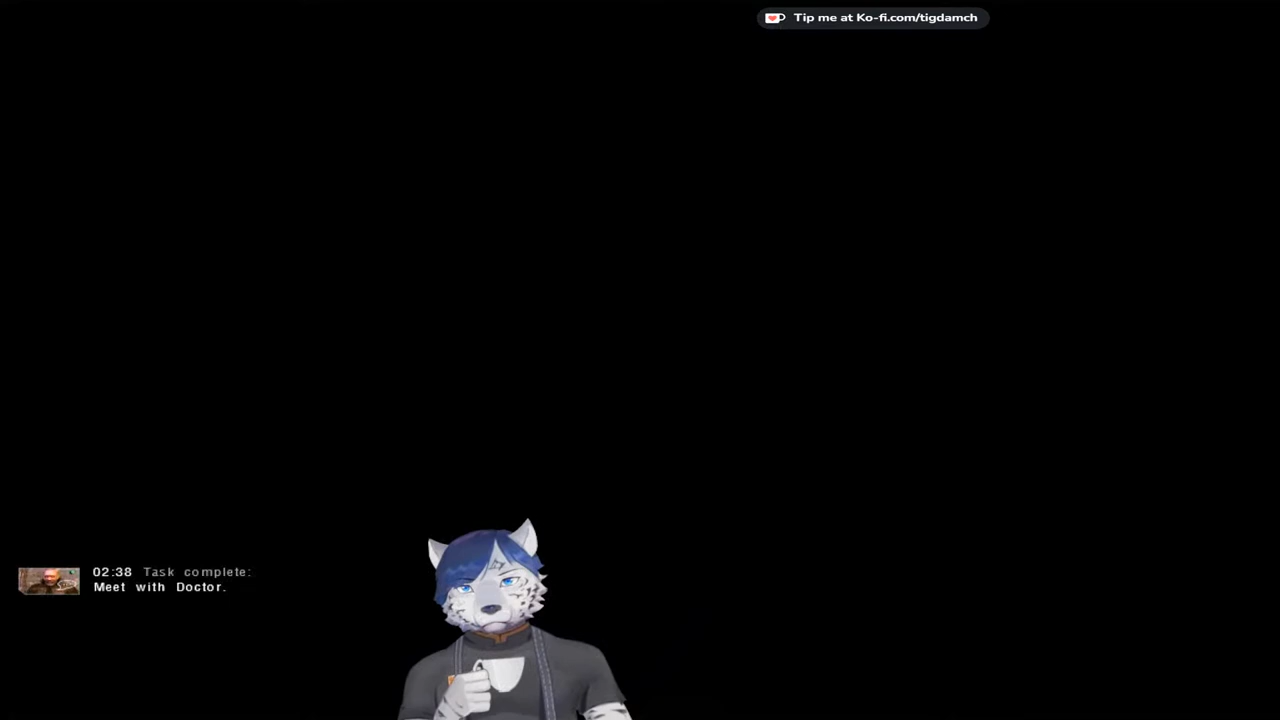 Tip me at Ko-fi.com/tigdamch
02:38 Task complete:
Meet with Doctor.